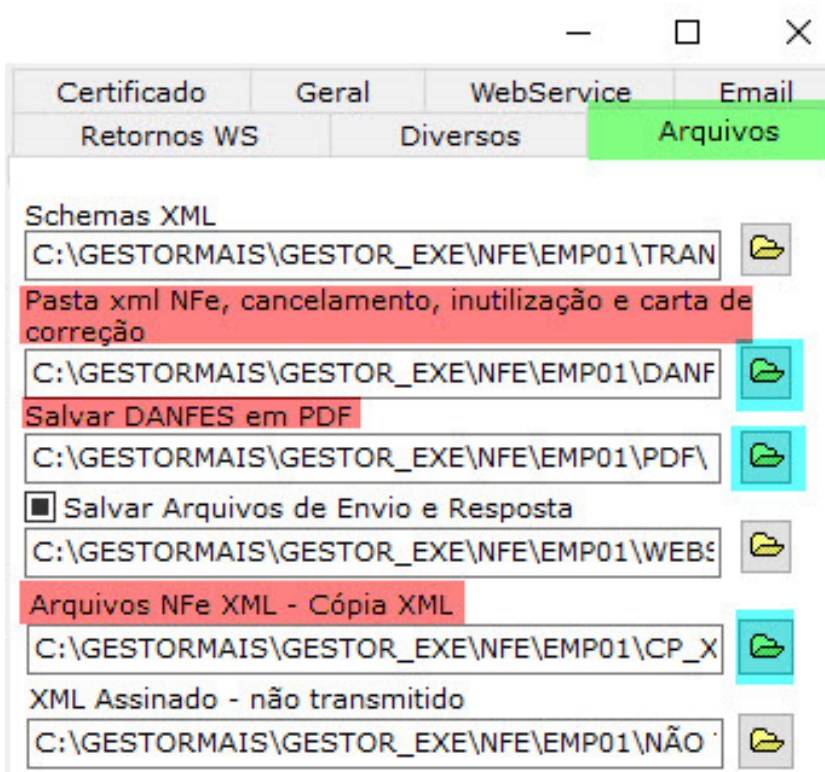 Certificado Geral WebService Email
Retornos WS Diversos Arquivos
Schemas XML
C:\GESTORMAIS\GESTOR_EXE\NFE\EMP01\TRAN
Pasta xml NFe, cancelamento, inutilização e carta de
correção
C:\GESTORMAIS\GESTOR_EXE\NFE\EMP01\DANF
Salvar DANFES em PDF
C:\GESTORMAIS\GESTOR_EXE\NFE\EMP01\PDF\
Salvar Arquivos de Envio e Resposta
C:\GESTORMAIS\GESTOR_EXE\NFE\EMP01\WEBS
Arquivos NFe XML - Cópia XML
C:\GESTORMAIS\GESTOR_EXE\NFE\EMP01\CP_X
XML Assinado - não transmitido
C:\GESTORMAIS\GESTOR_EXE\NFE\EMP01\NÃO